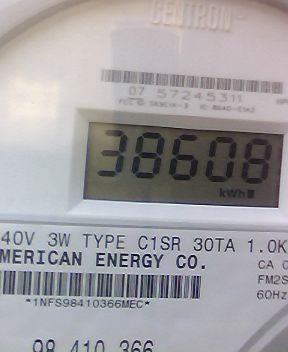 CENTRON
07 57245311
38608
kWh
40V 3W TYPE C1SR 30TA 1.0K
MERICAN ENERGY CO.
CA 0
FM2S
60Hz
*1NFS98410366MEC*
98 410 366